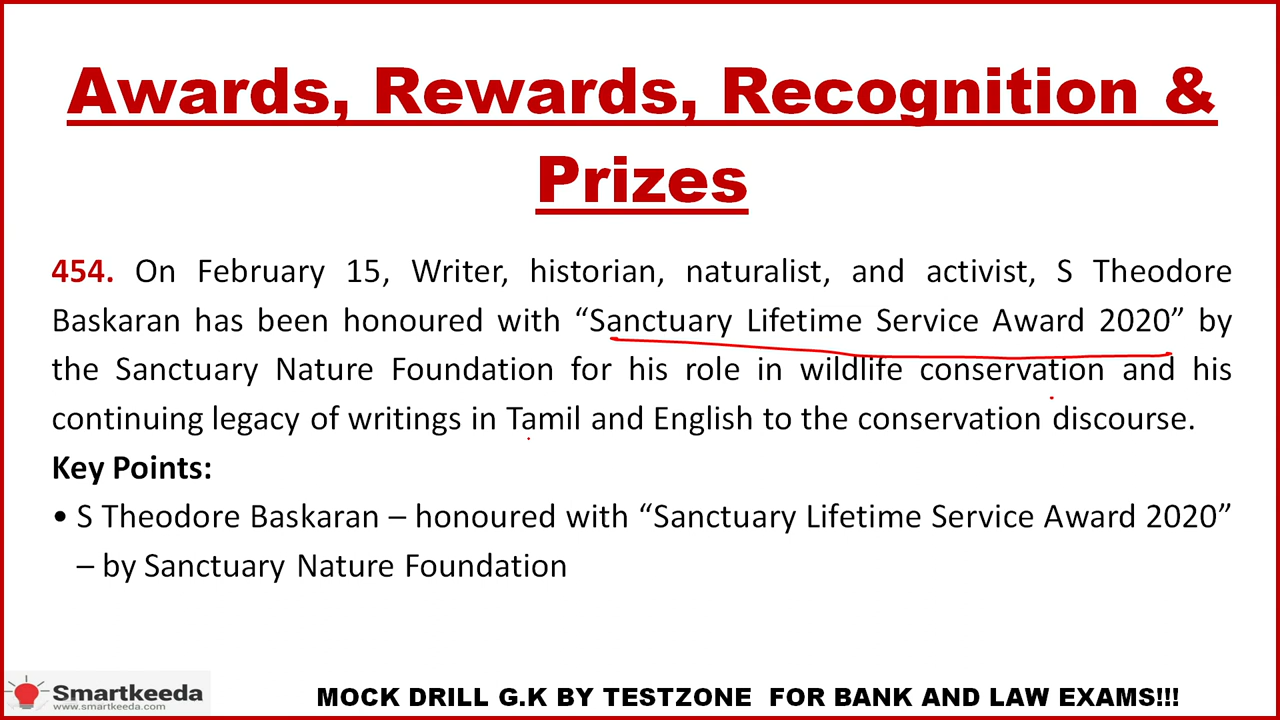 Awards, Rewards, Recognition &
Prizes
454. On February 15, Writer, historian, naturalist, and activist, S Theodore
Baskaran has been honoured with “Sanctuary Lifetime Service Award 2020” by
the Sanctuary Nature Foundation for his role in wildlife conservation and his
continuing legacy of writings in Tamil and English to the conservation discourse.
Key Points:
• S Theodore Baskaran – honoured with “Sanctuary Lifetime Service Award 2020”
– by Sanctuary Nature Foundation
Smartkeeda
www.smartkeeda.com
MOCK DRILL G.K BY TESTZONE FOR BANK AND LAW EXAMS!!!